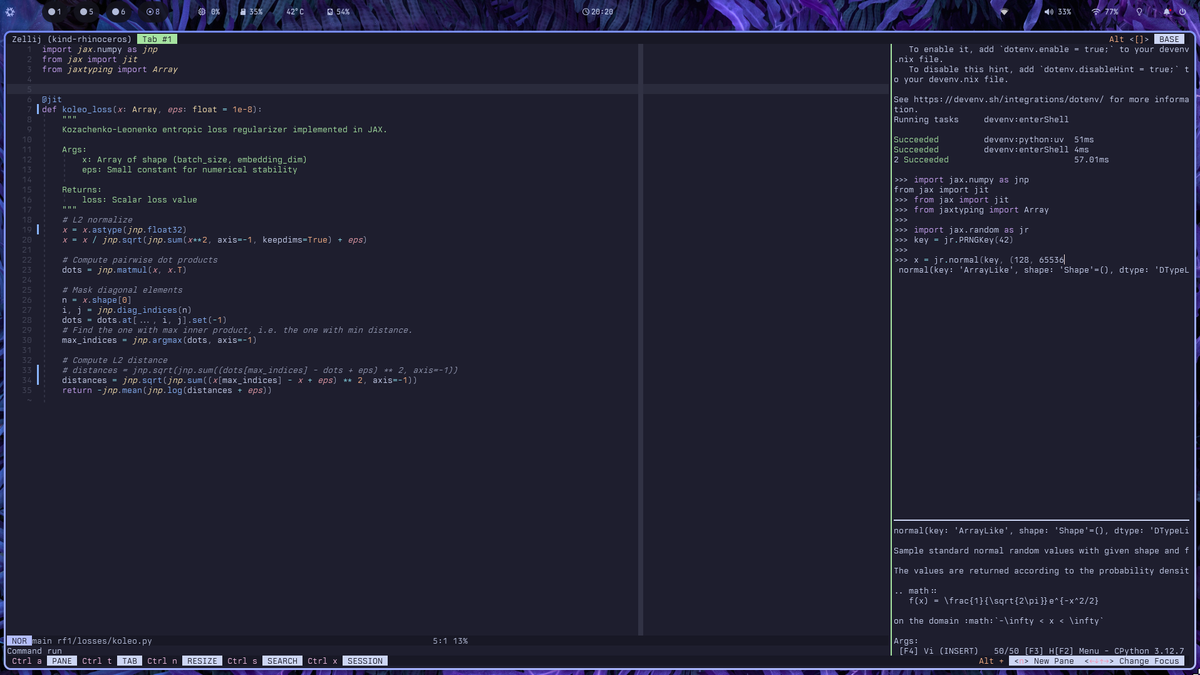 1 5 6 8 0% 35% 42°C 54% 20:20 33% 77%
Zellij (kind-rhinoceros) Tab #1 Alt <[]> BASE
1 import jax.numpy as jnp
2 from jax import jit
3 from jaxtyping import Array
4
5
6 @jit
7 def koleo_loss(x: Array, eps: float = 1e-8):
8 """
9 Kozachenko-Leonenko entropic loss regularizer implemented in JAX.
10
11 Args:
12 x: Array of shape (batch_size, embedding_dim)
13 eps: Small constant for numerical stability
14
15 Returns:
16 loss: Scalar loss value
17 """
18 # L2 normalize
19 x = x.astype(jnp.float32)
20 x = x / jnp.sqrt(jnp.sum(x**2, axis=-1, keepdims=True) + eps)
21
22 # Compute pairwise dot products
23 dots = jnp.matmul(x, x.T)
24
25 # Mask diagonal elements
26 n = x.shape[0]
27 i, j = jnp.diag_indices(n)
28 dots = dots.at[..., i, j].set(-1)
29 # Find the one with max inner product, i.e. the one with min distance.
30 max_indices = jnp.argmax(dots, axis=-1)
31
32 # Compute L2 distance
33 # distances = jnp.sqrt(jnp.sum((dots[max_indices] - dots + eps) ** 2, axis=-1))
34 distances = jnp.sqrt(jnp.sum((x[max_indices] - x + eps) ** 2, axis=-1))
35 return -jnp.mean(jnp.log(distances + eps))
~
NOR main rf1/losses/koleo.py 5:1 13%
Command run
To enable it, add `dotenv.enable = true;` to your devenv
.nix file.
To disable this hint, add `dotenv.disableHint = true;` t
o your devenv.nix file.
See https://devenv.sh/integrations/dotenv/ for more informa
tion.
Running tasks devenv:enterShell
Succeeded devenv:python:uv 51ms
Succeeded devenv:enterShell 4ms
2 Succeeded 57.01ms
>>> import jax.numpy as jnp
from jax import jit
>>> from jax import jit
>>> from jaxtyping import Array
>>>
>>> import jax.random as jr
>>> key = jr.PRNGKey(42)
>>>
>>> x = jr.normal(key, (128, 65536
normal(key: 'ArrayLike', shape: 'Shape'=(), dtype: 'DTypeL
normal(key: 'ArrayLike', shape: 'Shape'=(), dtype: 'DTypeLi
Sample standard normal random values with given shape and f
The values are returned according to the probability densit
.. math::
f(x) = \frac{1}{\sqrt{2\pi}}e^{-x^2/2}
on the domain :math:`-\infty < x < \infty`
Args:
[F4] Vi (INSERT) 50/50 [F3] H[F2] Menu - CPython 3.12.7
Ctrl a PANE Ctrl t TAB Ctrl n RESIZE Ctrl s SEARCH Ctrl x SESSION Alt + New Pane Change Focus